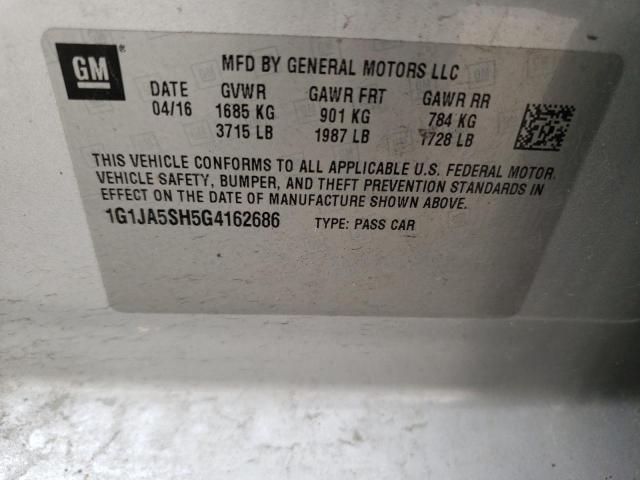 GM
MFD BY GENERAL MOTORS LLC
DATE GVWR GAWR FRT GAWR RR
04/16 1685 KG 901 KG 784 KG
3715 LB 1987 LB 1728 LB
THIS VEHICLE CONFORMS TO ALL APPLICABLE U.S. FEDERAL MOTOR
VEHICLE SAFETY, BUMPER, AND THEFT PREVENTION STANDARDS IN
EFFECT ON THE DATE OF MANUFACTURE SHOWN ABOVE.
1G1JA5SH5G4162686 TYPE: PASS CAR